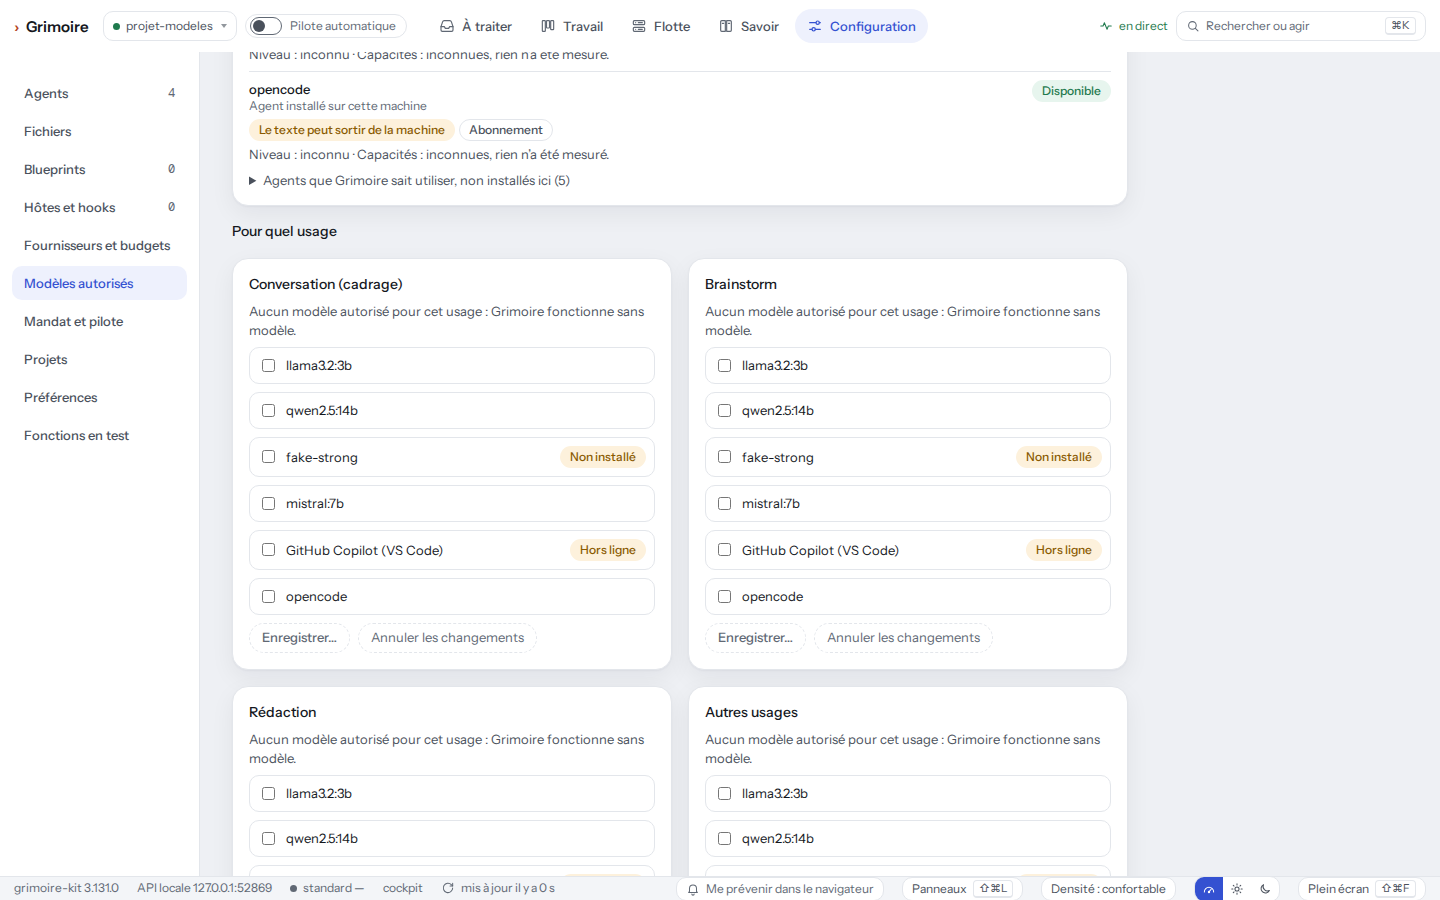 › Grimoire
projet-modeles
Pilote automatique
À traiter
Travail
Flotte
Savoir
Configuration
en direct
Rechercher ou agir
⌘K
Agents 4
Fichiers
Blueprints 0
Hôtes et hooks 0
Fournisseurs et budgets
Modèles autorisés
Mandat et pilote
Projets
Préférences
Fonctions en test
Niveau : inconnu · Capacités : inconnues, rien n'a été mesuré.
opencode
Disponible
Agent installé sur cette machine
Le texte peut sortir de la machine
Abonnement
Niveau : inconnu · Capacités : inconnues, rien n'a été mesuré.
Agents que Grimoire sait utiliser, non installés ici (5)
Pour quel usage
Conversation (cadrage)
Aucun modèle autorisé pour cet usage : Grimoire fonctionne sans
modèle.
llama3.2:3b
qwen2.5:14b
fake-strong
Non installé
mistral:7b
GitHub Copilot (VS Code)
Hors ligne
opencode
Enregistrer...
Annuler les changements
Brainstorm
Aucun modèle autorisé pour cet usage : Grimoire fonctionne sans
modèle.
llama3.2:3b
qwen2.5:14b
fake-strong
Non installé
mistral:7b
GitHub Copilot (VS Code)
Hors ligne
opencode
Enregistrer...
Annuler les changements
Rédaction
Aucun modèle autorisé pour cet usage : Grimoire fonctionne sans
modèle.
llama3.2:3b
qwen2.5:14b
Autres usages
Aucun modèle autorisé pour cet usage : Grimoire fonctionne sans
modèle.
llama3.2:3b
qwen2.5:14b
grimoire-kit 3.131.0
API locale 127.0.0.1:52869
standard —
cockpit
mis à jour il y a 0 s
Me prévenir dans le navigateur
Panneaux ⇧⌘L
Densité : confortable
Plein écran ⇧⌘F